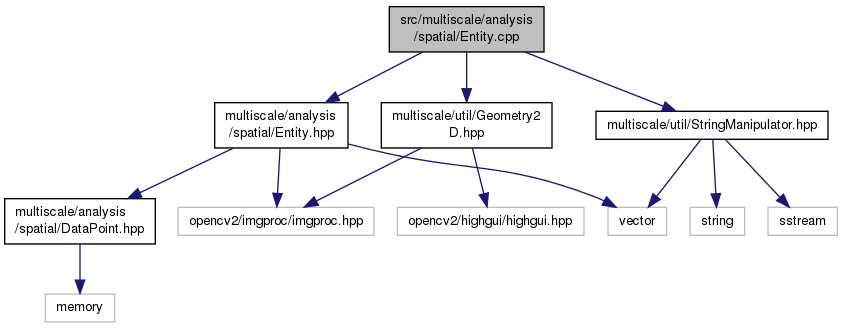 src/multiscale/analysis
/spatial/Entity.cpp
multiscale/analysis
/spatial/Entity.hpp
multiscale/util/Geometry2
D.hpp
multiscale/util/StringManipulator.hpp
multiscale/analysis
/spatial/DataPoint.hpp
opencv2/imgproc/imgproc.hpp
opencv2/highgui/highgui.hpp
vector
string
sstream
memory